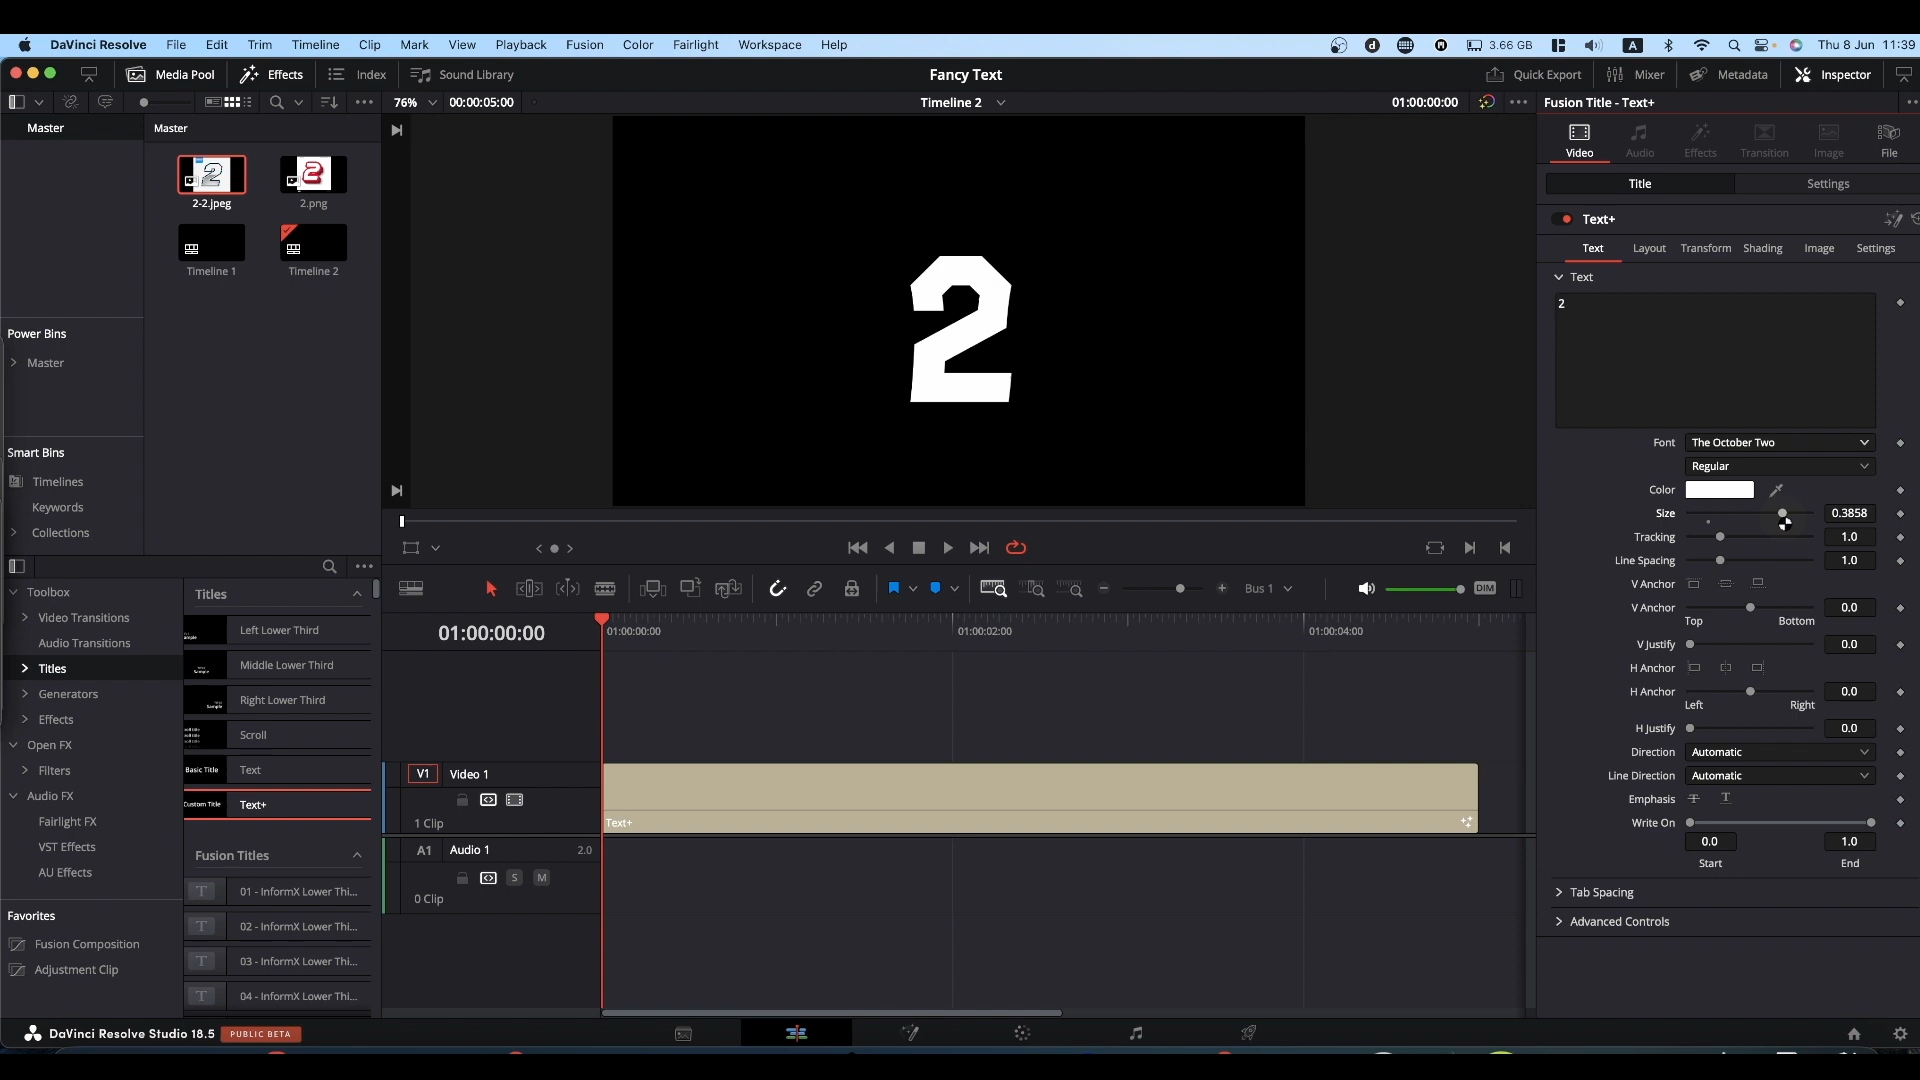 DaVinci Resolve File Edit Trim Timeline Clip Mark View Playback Fusion Color Fairlight Workspace Help 3.66 GB A Thu 8 Jun 11:39
Media Pool Effects Index Sound Library Fancy Text Quick Export Mixer Metadata Inspector
76% 00:00:05:00 Timeline 2 01:00:00:00 Fusion Title - Text+
Master Master
Video Audio Effects Transition Image File
2-2.jpeg 2.png
Title Settings
Text+
Timeline 1 Timeline 2
Text Layout Transform Shading Image Settings
Text
2
2
Power Bins
Master
Smart Bins
Timelines
Keywords
Collections
Font The October Two
Regular
Color
Size 0.3858
Tracking 1.0
Line Spacing 1.0
V Anchor
V Anchor 0.0
Top Bottom
V Justify 0.0
H Anchor
H Anchor 0.0
Left Right
H Justify 0.0
Direction Automatic
Line Direction Automatic
Emphasis T T
Write On
0.0 1.0
Start End
Tab Spacing
Advanced Controls
Toolbox
Video Transitions
Audio Transitions
Titles
Generators
Effects
Open FX
Filters
Audio FX
Fairlight FX
VST Effects
AU Effects
Favorites
Fusion Composition
Adjustment Clip
Titles
Left Lower Third
Middle Lower Third
Right Lower Third
Scroll
Basic Title Text
Custom Title Text+
Fusion Titles
T 01 - InformX Lower Thi...
T 02 - InformX Lower Thi...
T 03 - InformX Lower Thi...
T 04 - InformX Lower Thi...
Bus 1 DIM
01:00:00:00 01:00:00:00 01:00:02:00 01:00:04:00
V1 Video 1
1 Clip
Text+
A1 Audio 1 2.0
S M
0 Clip
DaVinci Resolve Studio 18.5 PUBLIC BETA